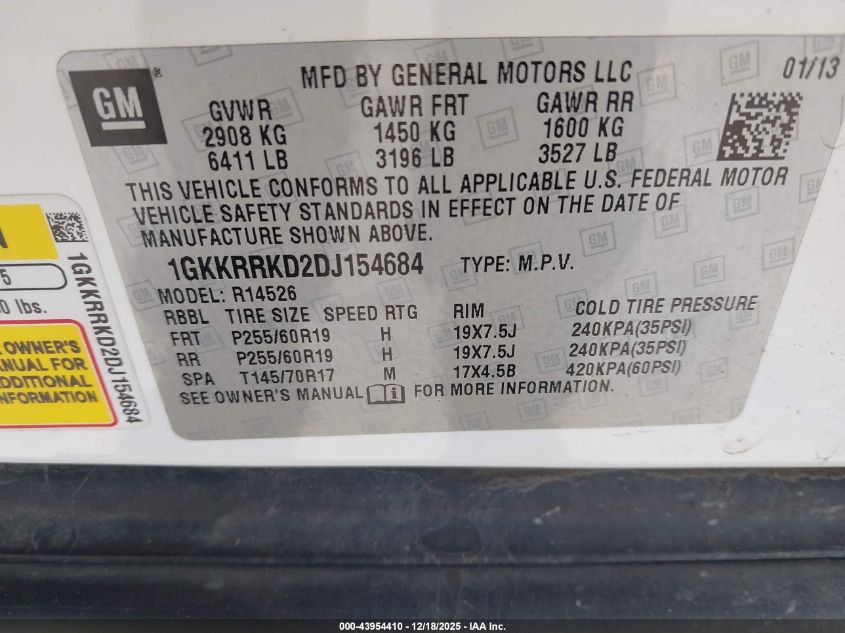 GM
®
MFD BY GENERAL MOTORS LLC
01/13
GVWR GAWR FRT GAWR RR
2908 KG 1450 KG 1600 KG
6411 LB 3196 LB 3527 LB
THIS VEHICLE CONFORMS TO ALL APPLICABLE U.S. FEDERAL MOTOR
VEHICLE SAFETY STANDARDS IN EFFECT ON THE DATE OF
MANUFACTURE SHOWN ABOVE.
1GKKRRKD2DJ154684 TYPE: M.P.V.
MODEL: R14526
RBBL TIRE SIZE SPEED RTG RIM COLD TIRE PRESSURE
FRT P255/60R19 H 19X7.5J 240KPA(35PSI)
RR P255/60R19 H 19X7.5J 240KPA(35PSI)
SPA T145/70R17 M 17X4.5B 420KPA(60PSI)
SEE OWNER'S MANUAL i FOR MORE INFORMATION.
5
0 lbs.
OWNER'S
MANUAL FOR
ADDITIONAL
INFORMATION
1GKKRRKD2DJ154684
000-43954410 - 12/18/2025 - IAA Inc.